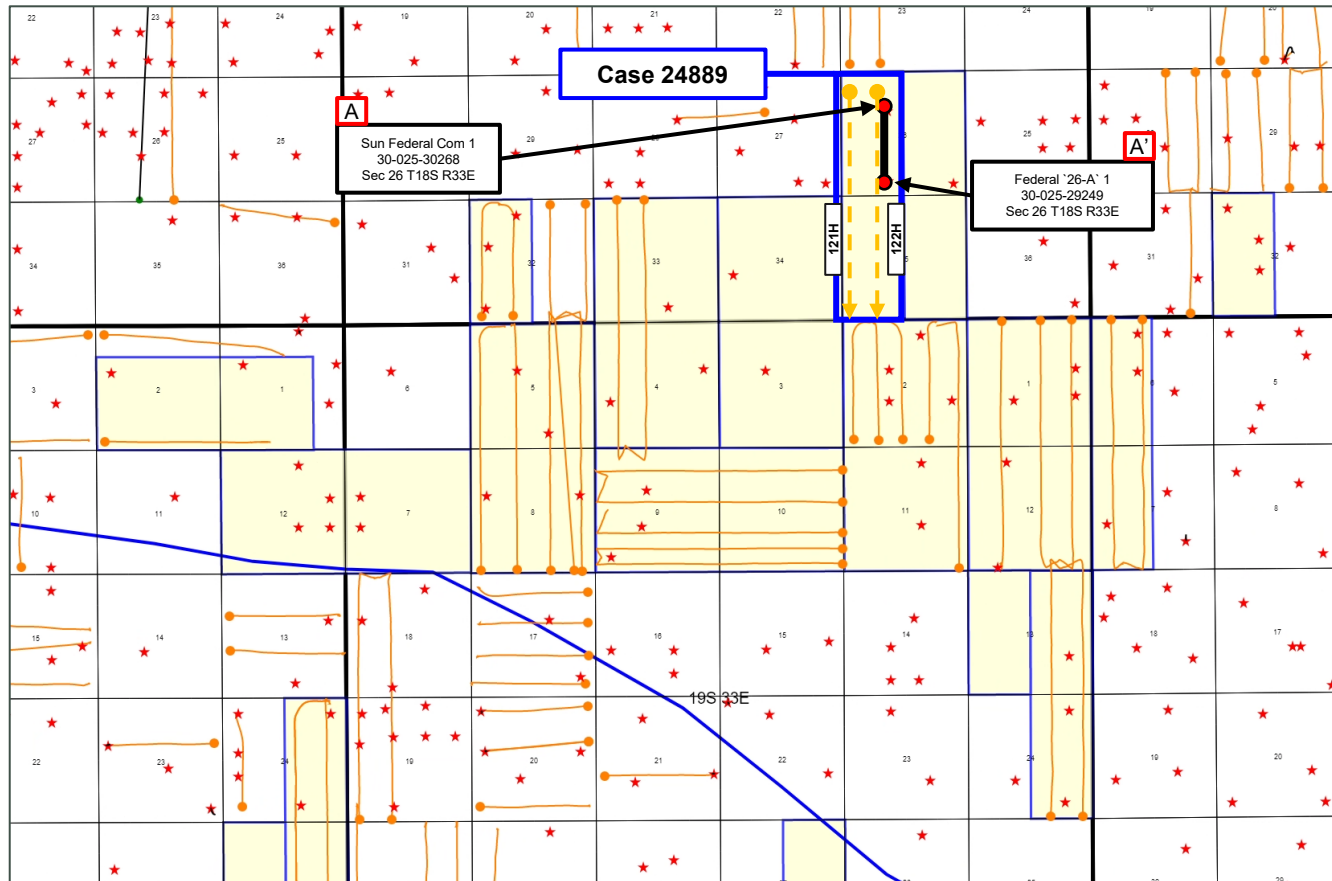 22 23 24 19 20 21 23 24 19 20
Case 24889
A
Sun Federal Com 1
30-025-30268
Sec 26 T18S R33E
A'
Federal `26-A` 1
30-025-29249
Sec 26 T18S R33E
27 26 25 29 27 29
121H
122H
34 35 36 31 32 33 34 36 31 32
3 2 1 6 5 4 3 2 1 6 5
10 11 12 7 8 9 10 11 12 7 8
15 14 13 18 17 16 15 14 13 18 17
19S 33E
22 23 24 19 20 21 22 23 24 19 20